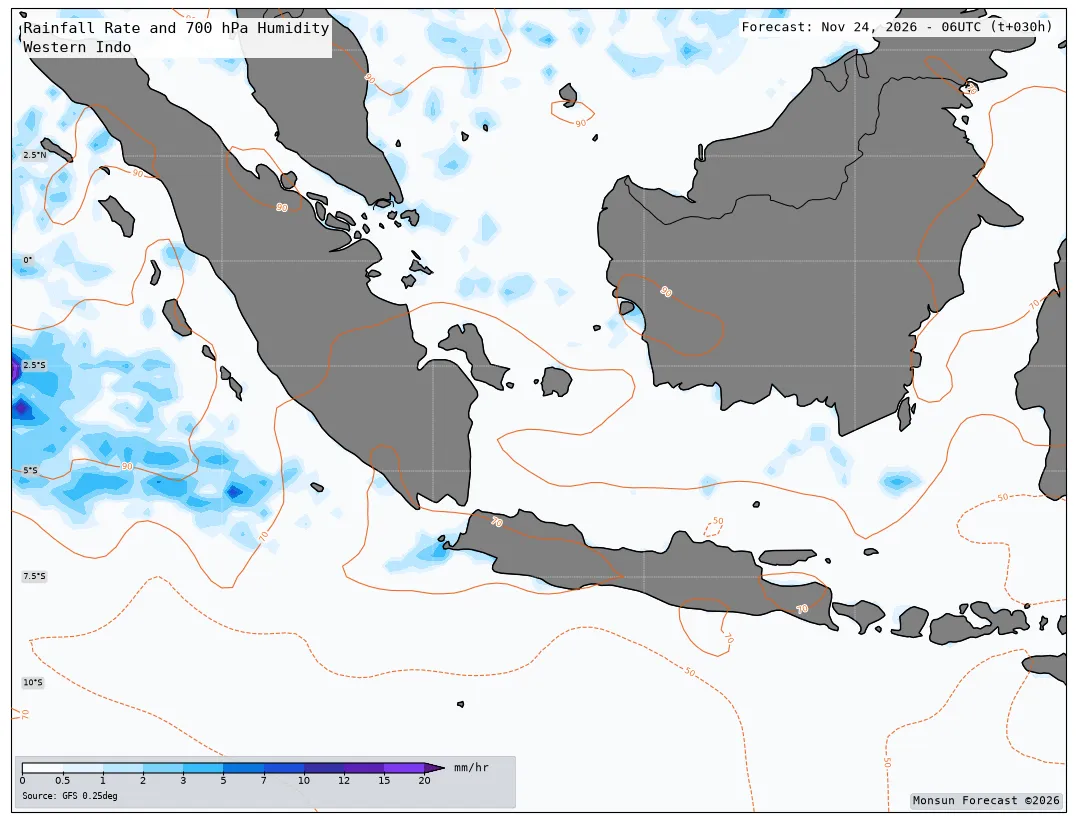 Rainfall Rate and 700 hPa Humidity
Western Indo
Forecast: Nov 24, 2026 - 06UTC (t+030h)
90
90
90
90
2.5°N
90
0°
90
70
2.5°S
90
5°S
50
70
70
50
7.5°S
70
70
50
10°S
70
50
0 0.5 1 2 3 5 7 10 12 15 20
mm/hr
Source: GFS 0.25deg
Monsun Forecast ©2026